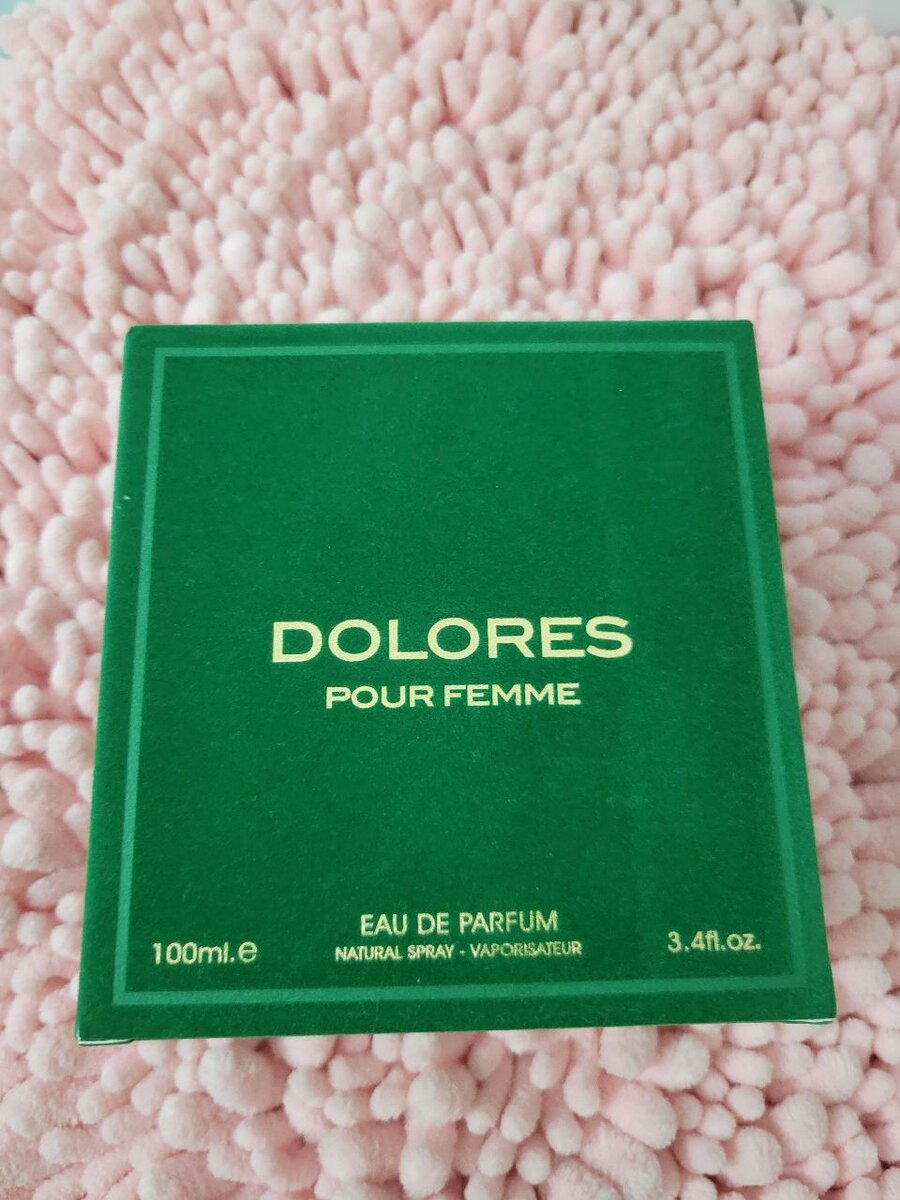 DOLORES
POUR FEMME
EAU DE PARFUM
100ml.e NATURAL SPRAY - VAPORISATEUR 3.4fl.oz.